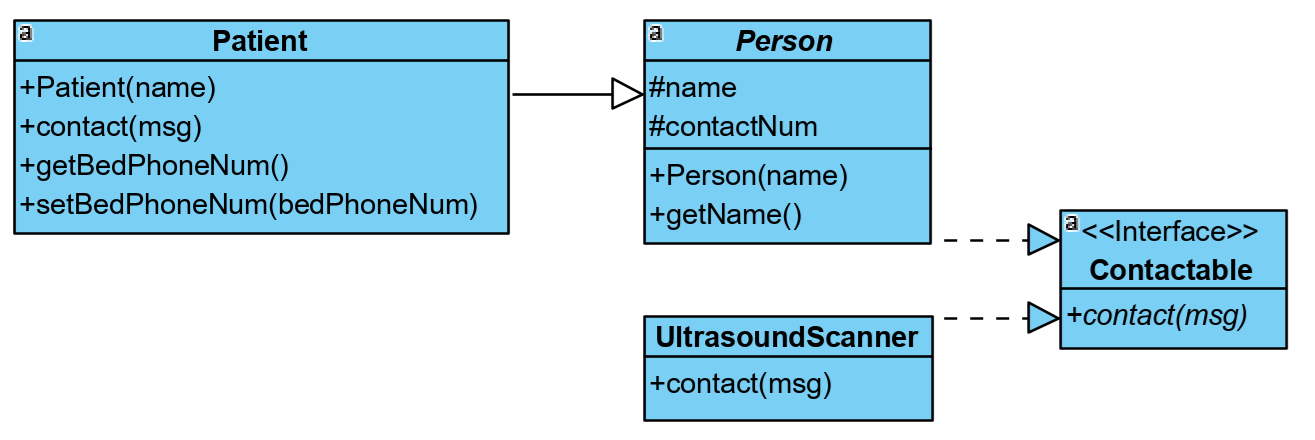 a
Patient
+Patient(name)
+contact(msg)
+getBedPhoneNum()
+setBedPhoneNum(bedPhoneNum)
a
Person
#name
#contactNum
+Person(name)
+getName()
a
<<Interface>>
Contactable
+contact(msg)
UltrasoundScanner
+contact(msg)